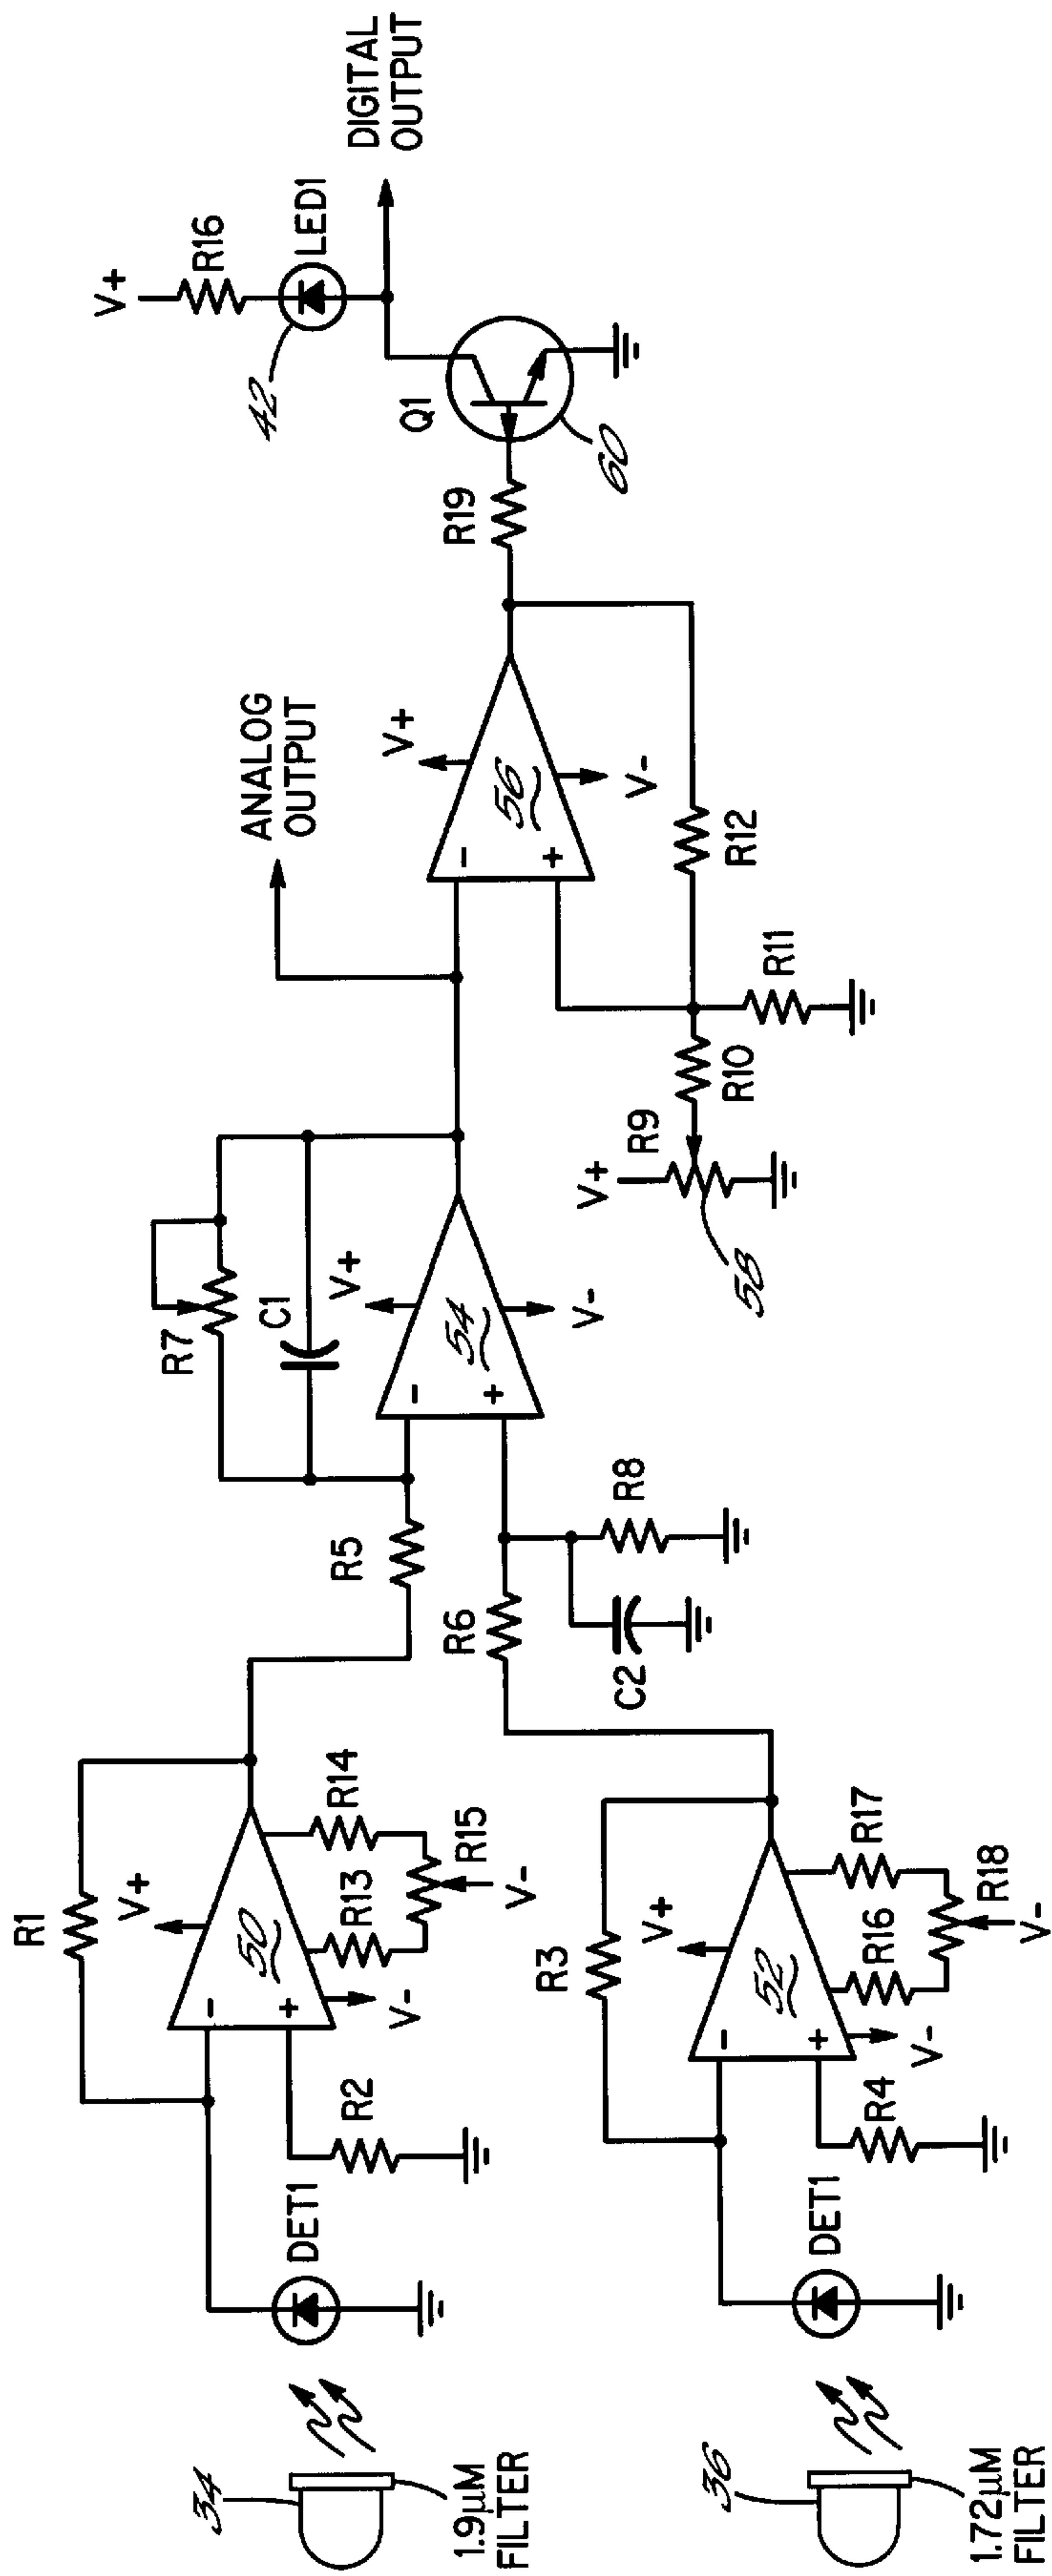 34
1.9µM
FILTER
DET1
R1
V+
50
-
+
V-
R2
R13
R14
R15
V-
36
1.72µM
FILTER
DET1
R3
V+
52
-
+
V-
R4
R16
R17
R18
V-
R5
R6
C2
R8
R7
C1
V+
54
-
+
V-
ANALOG
OUTPUT
V+
R9
58
R10
R11
R12
V+
56
-
+
V-
R19
Q1
60
V+
R16
LED1
42
DIGITAL
OUTPUT